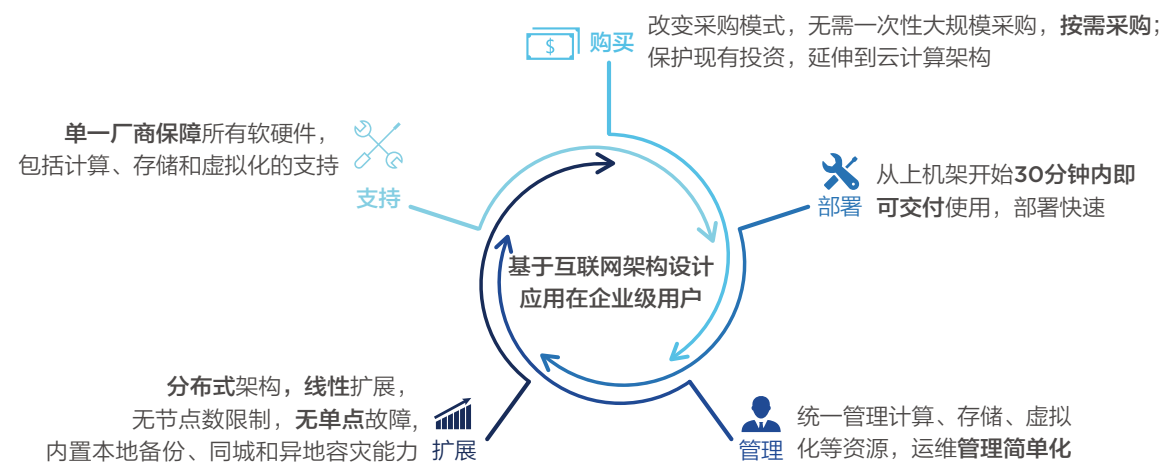 $
购买
改变采购模式，无需一次性大规模采购，按需采购；
保护现有投资，延伸到云计算架构
单一厂商保障所有软硬件，
包括计算、存储和虚拟化的支持
支持
部署
从上机架开始30分钟内即
可交付使用，部署快速
基于互联网架构设计
应用在企业级用户
分布式架构，线性扩展，
无节点数限制，无单点故障,
内置本地备份、同城和异地容灾能力
扩展
管理
统一管理计算、存储、虚拟
化等资源，运维管理简单化